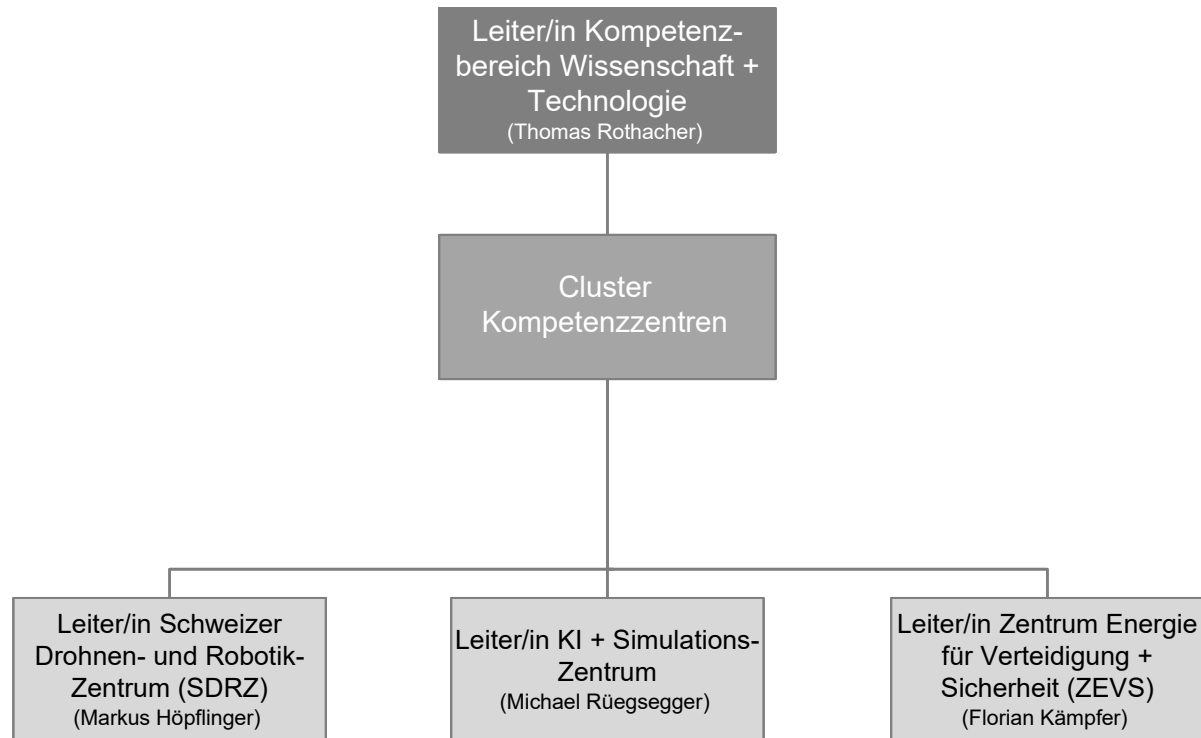 Leiter/in Kompetenz-
bereich Wissenschaft +
Technologie
(Thomas Rothacher)
Cluster
Kompetenzzentren
Leiter/in Schweizer
Drohnen- und Robotik-
Zentrum (SDRZ)
(Markus Höpflinger)
Leiter/in KI + Simulations-
Zentrum
(Michael Rüegsegger)
Leiter/in Zentrum Energie
für Verteidigung +
Sicherheit (ZEVS)
(Florian Kämpfer)